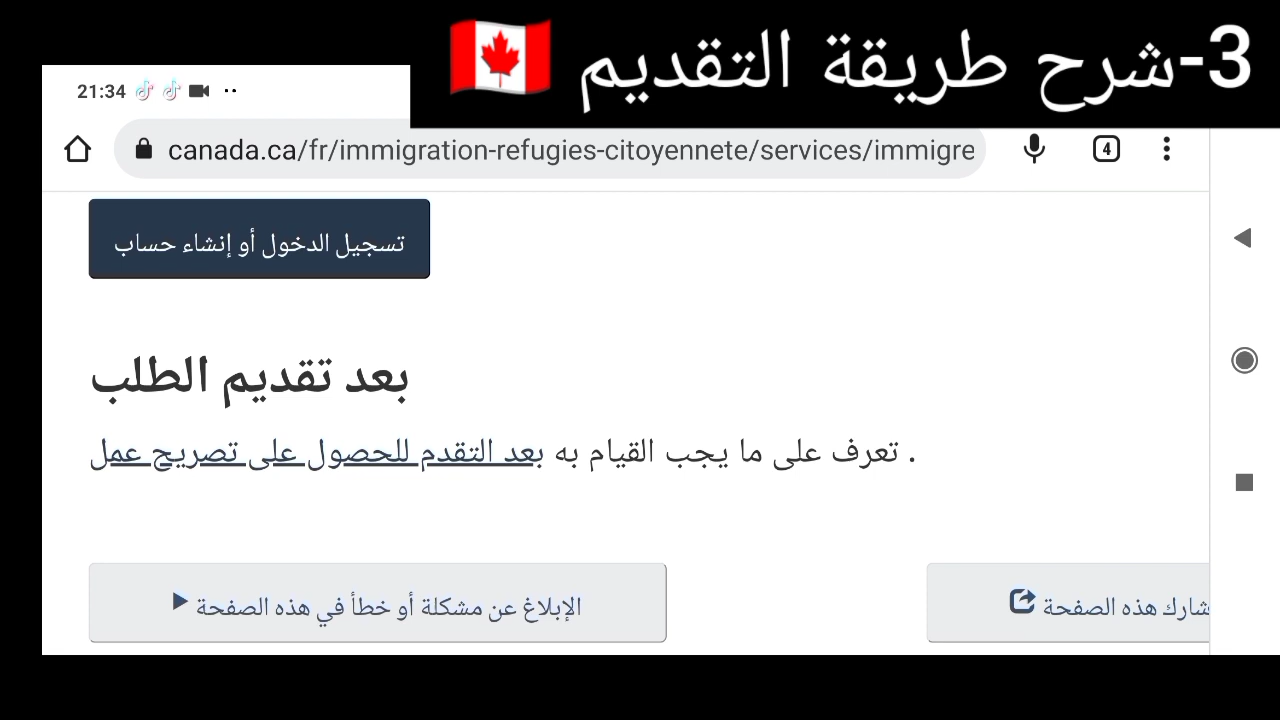 3-شرح طريقة التقديم 🇨🇦
21:34
canada.ca/fr/immigration-refugies-citoyennete/services/immigre
4
تسجيل الدخول أو إنشاء حساب
بعد تقديم الطلب
تعرف على ما يجب القيام به بعد التقدم للحصول على تصريح عمل .
الإبلاغ عن مشكلة أو خطأ في هذه الصفحة
شارك هذه الصفحة